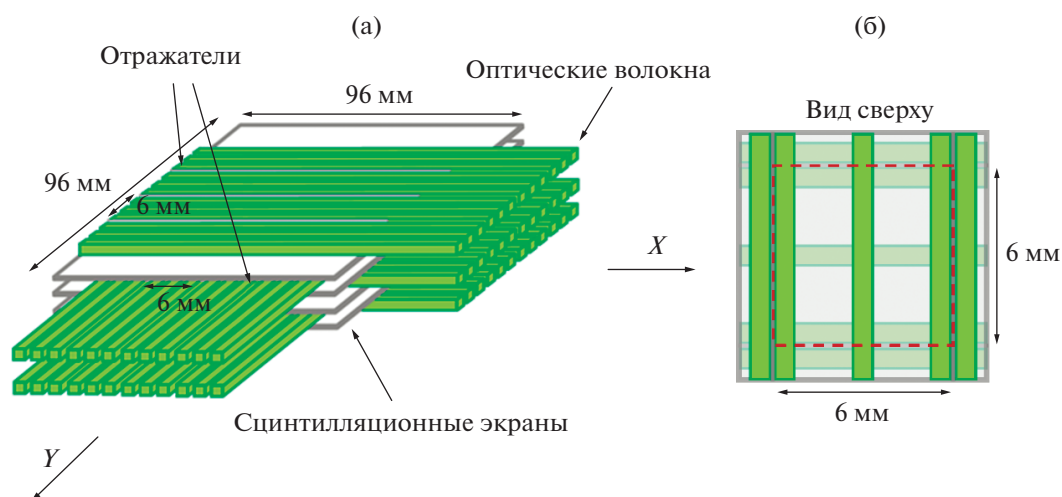 (а)
(б)
Отражатели
Оптические волокна
96 мм
Вид сверху
96 мм
6 мм
X
6 мм
6 мм
6 мм
Сцинтилляционные экраны
Y